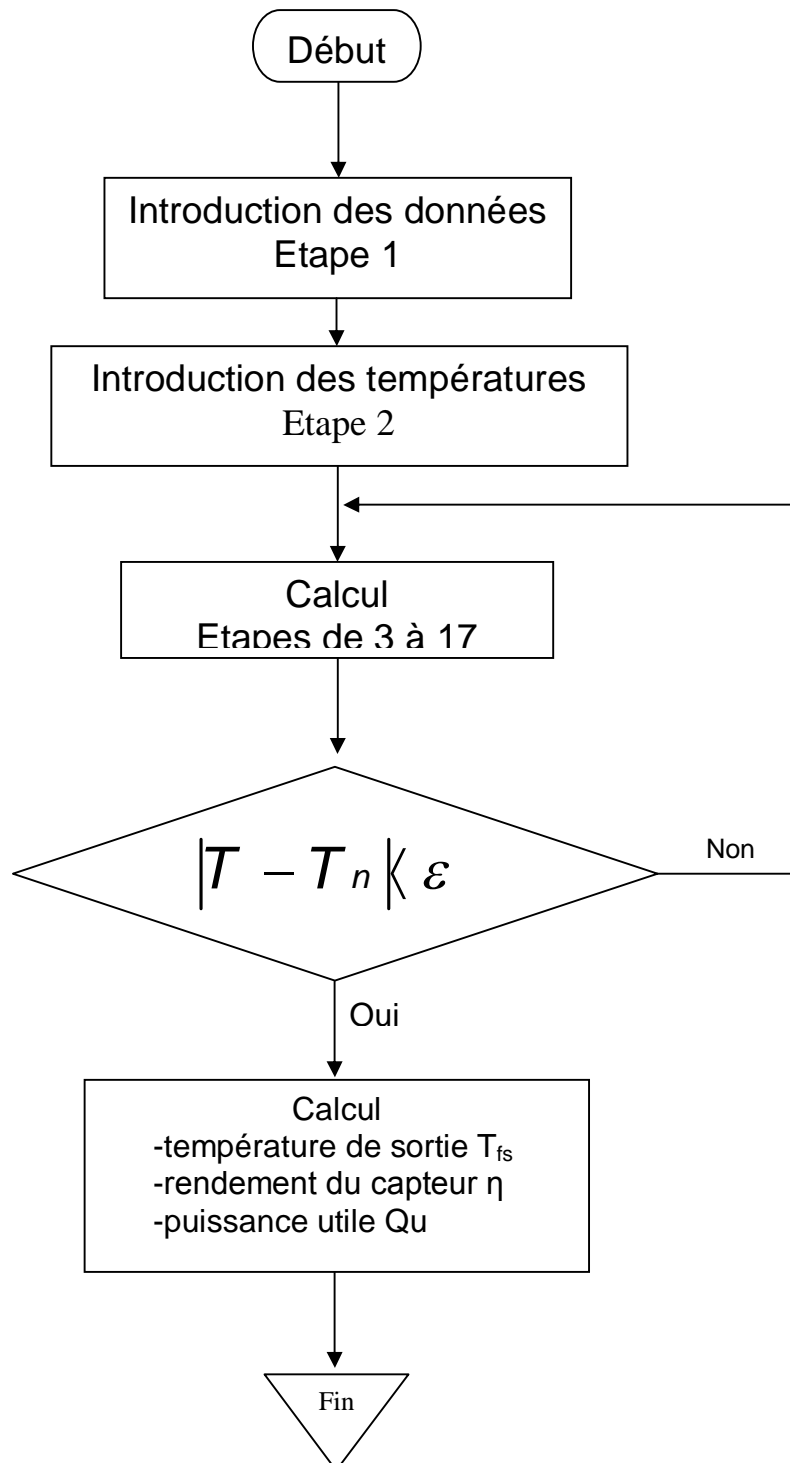 Début
Introduction des données
Etape 1
Introduction des températures
Etape 2
Calcul
Etapes de 3 à 17
|T − Tₙ|⟨ ε
Non
Oui
Calcul
-température de sortie T_fs
-rendement du capteur η
-puissance utile Qu
Fin